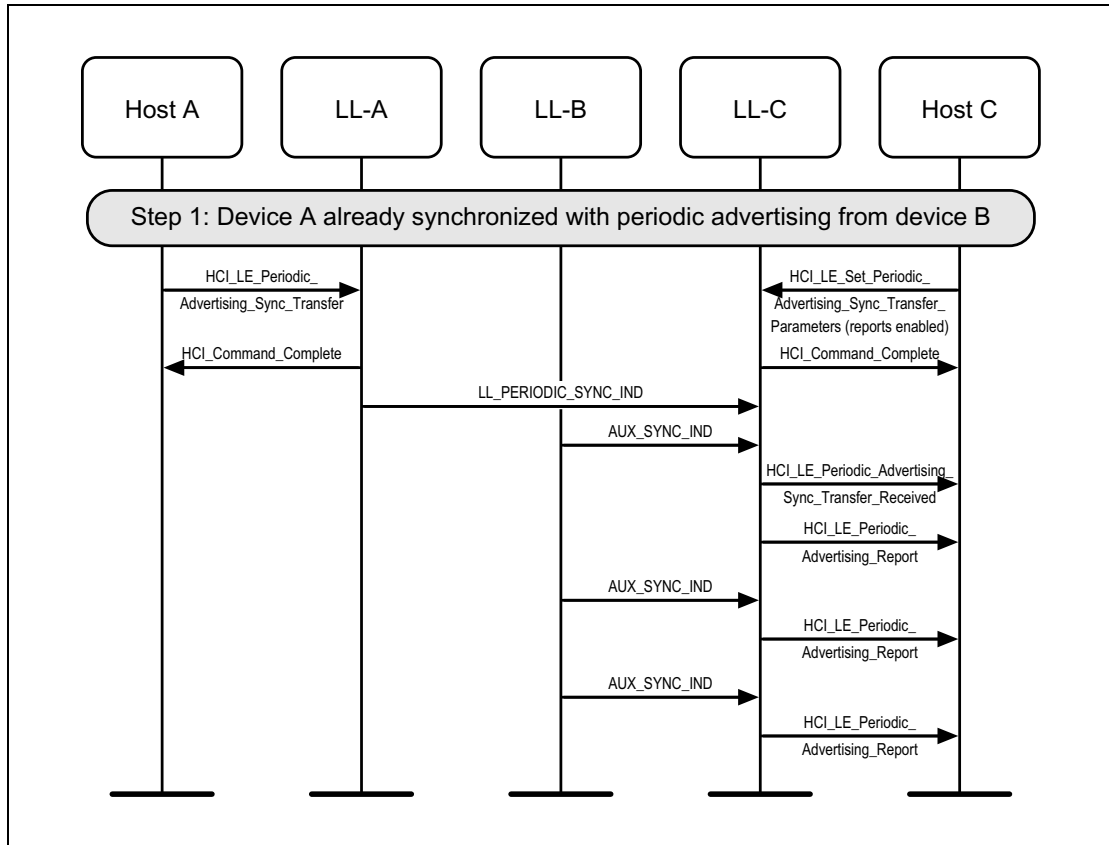 Host A
LL-A
LL-B
LL-C
Host C
Step 1: Device A already synchronized with periodic advertising from device B
HCI_LE_Periodic_
Advertising_Sync_Transfer
HCI_LE_Set_Periodic_
Advertising_Sync_Transfer_
Parameters (reports enabled)
HCI_Command_Complete
HCI_Command_Complete
LL_PERIODIC_SYNC_IND
AUX_SYNC_IND
HCI_LE_Periodic_Advertising_
Sync_Transfer_Received
HCI_LE_Periodic_
Advertising_Report
AUX_SYNC_IND
HCI_LE_Periodic_
Advertising_Report
AUX_SYNC_IND
HCI_LE_Periodic_
Advertising_Report